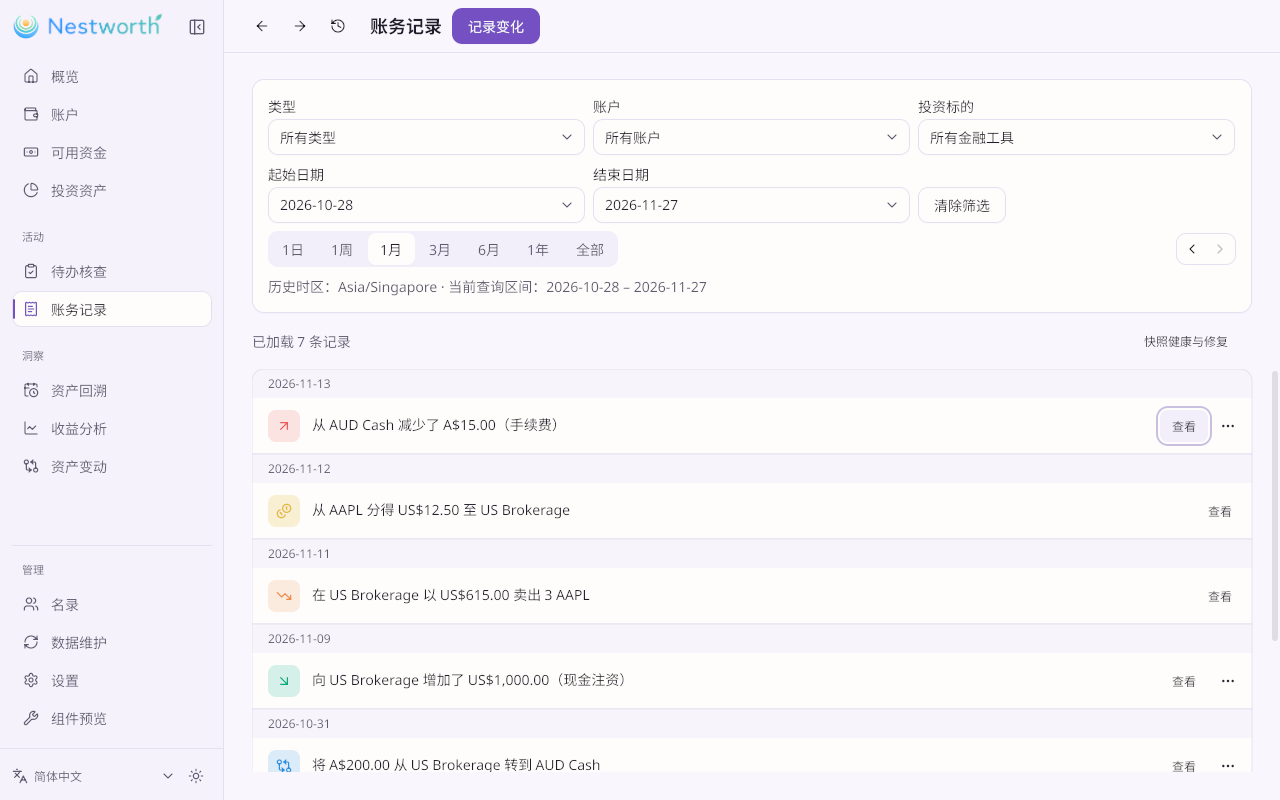 Nestworth
概览
账户
可用资金
投资资产
活动
待办核查
账务记录
洞察
资产回溯
收益分析
资产变动
管理
名录
数据维护
设置
组件预览
简体中文
账务记录
记录变化
类型
账户
投资标的
所有类型
所有账户
所有金融工具
起始日期
结束日期
2026-10-28
2026-11-27
清除筛选
1日
1周
1月
3月
6月
1年
全部
历史时区：Asia/Singapore · 当前查询区间：2026-10-28 – 2026-11-27
已加载 7 条记录
快照健康与修复
2026-11-13
从 AUD Cash 减少了 A$15.00（手续费）
查看
2026-11-12
从 AAPL 分得 US$12.50 至 US Brokerage
查看
2026-11-11
在 US Brokerage 以 US$615.00 卖出 3 AAPL
查看
2026-11-09
向 US Brokerage 增加了 US$1,000.00（现金注资）
查看
2026-10-31
将 A$200.00 从 US Brokerage 转到 AUD Cash
查看